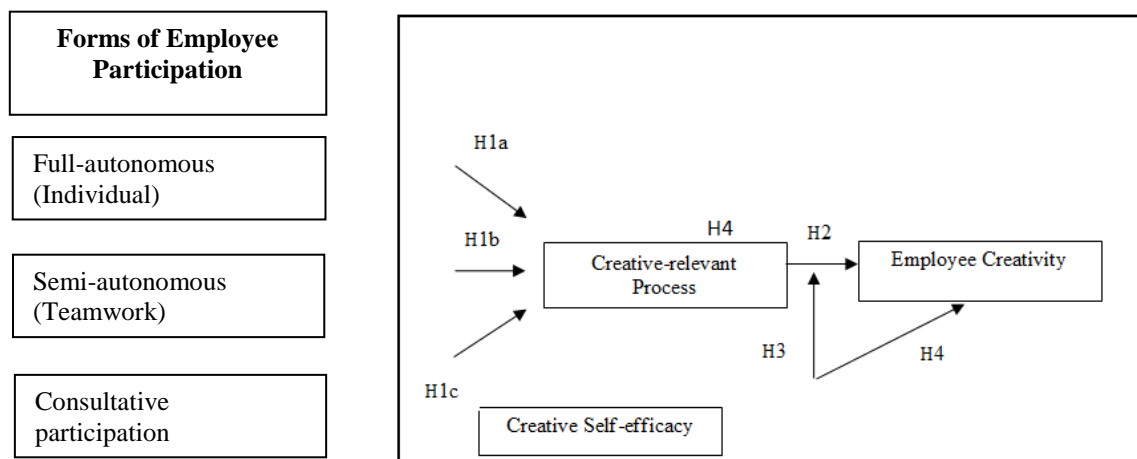 Forms of Employee
Participation
Full-autonomous
(Individual)
Semi-autonomous
(Teamwork)
Consultative
participation
H1a
H1b
H1c
H4
H2
Creative-relevant
Process
Employee Creativity
H3
H4
Creative Self-efficacy